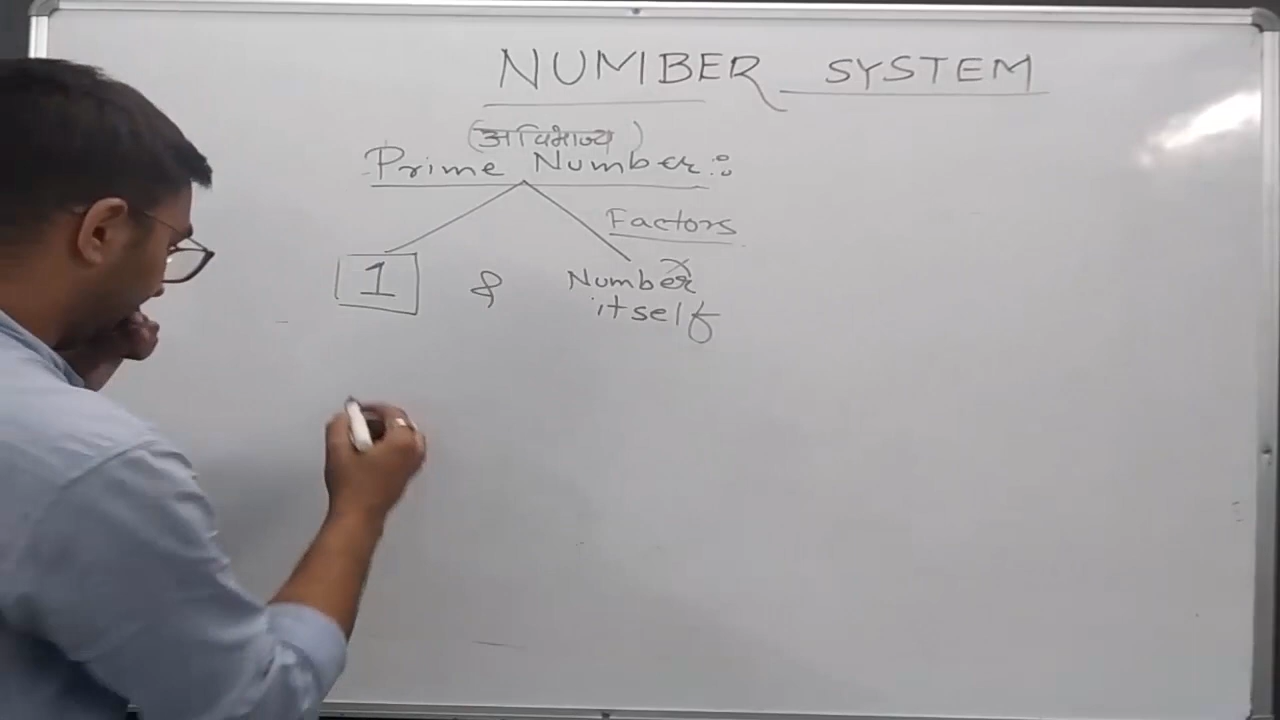 NUMBER SYSTEM
(अविभाज्य)
Prime Number:
Factors
1 & Number
itself